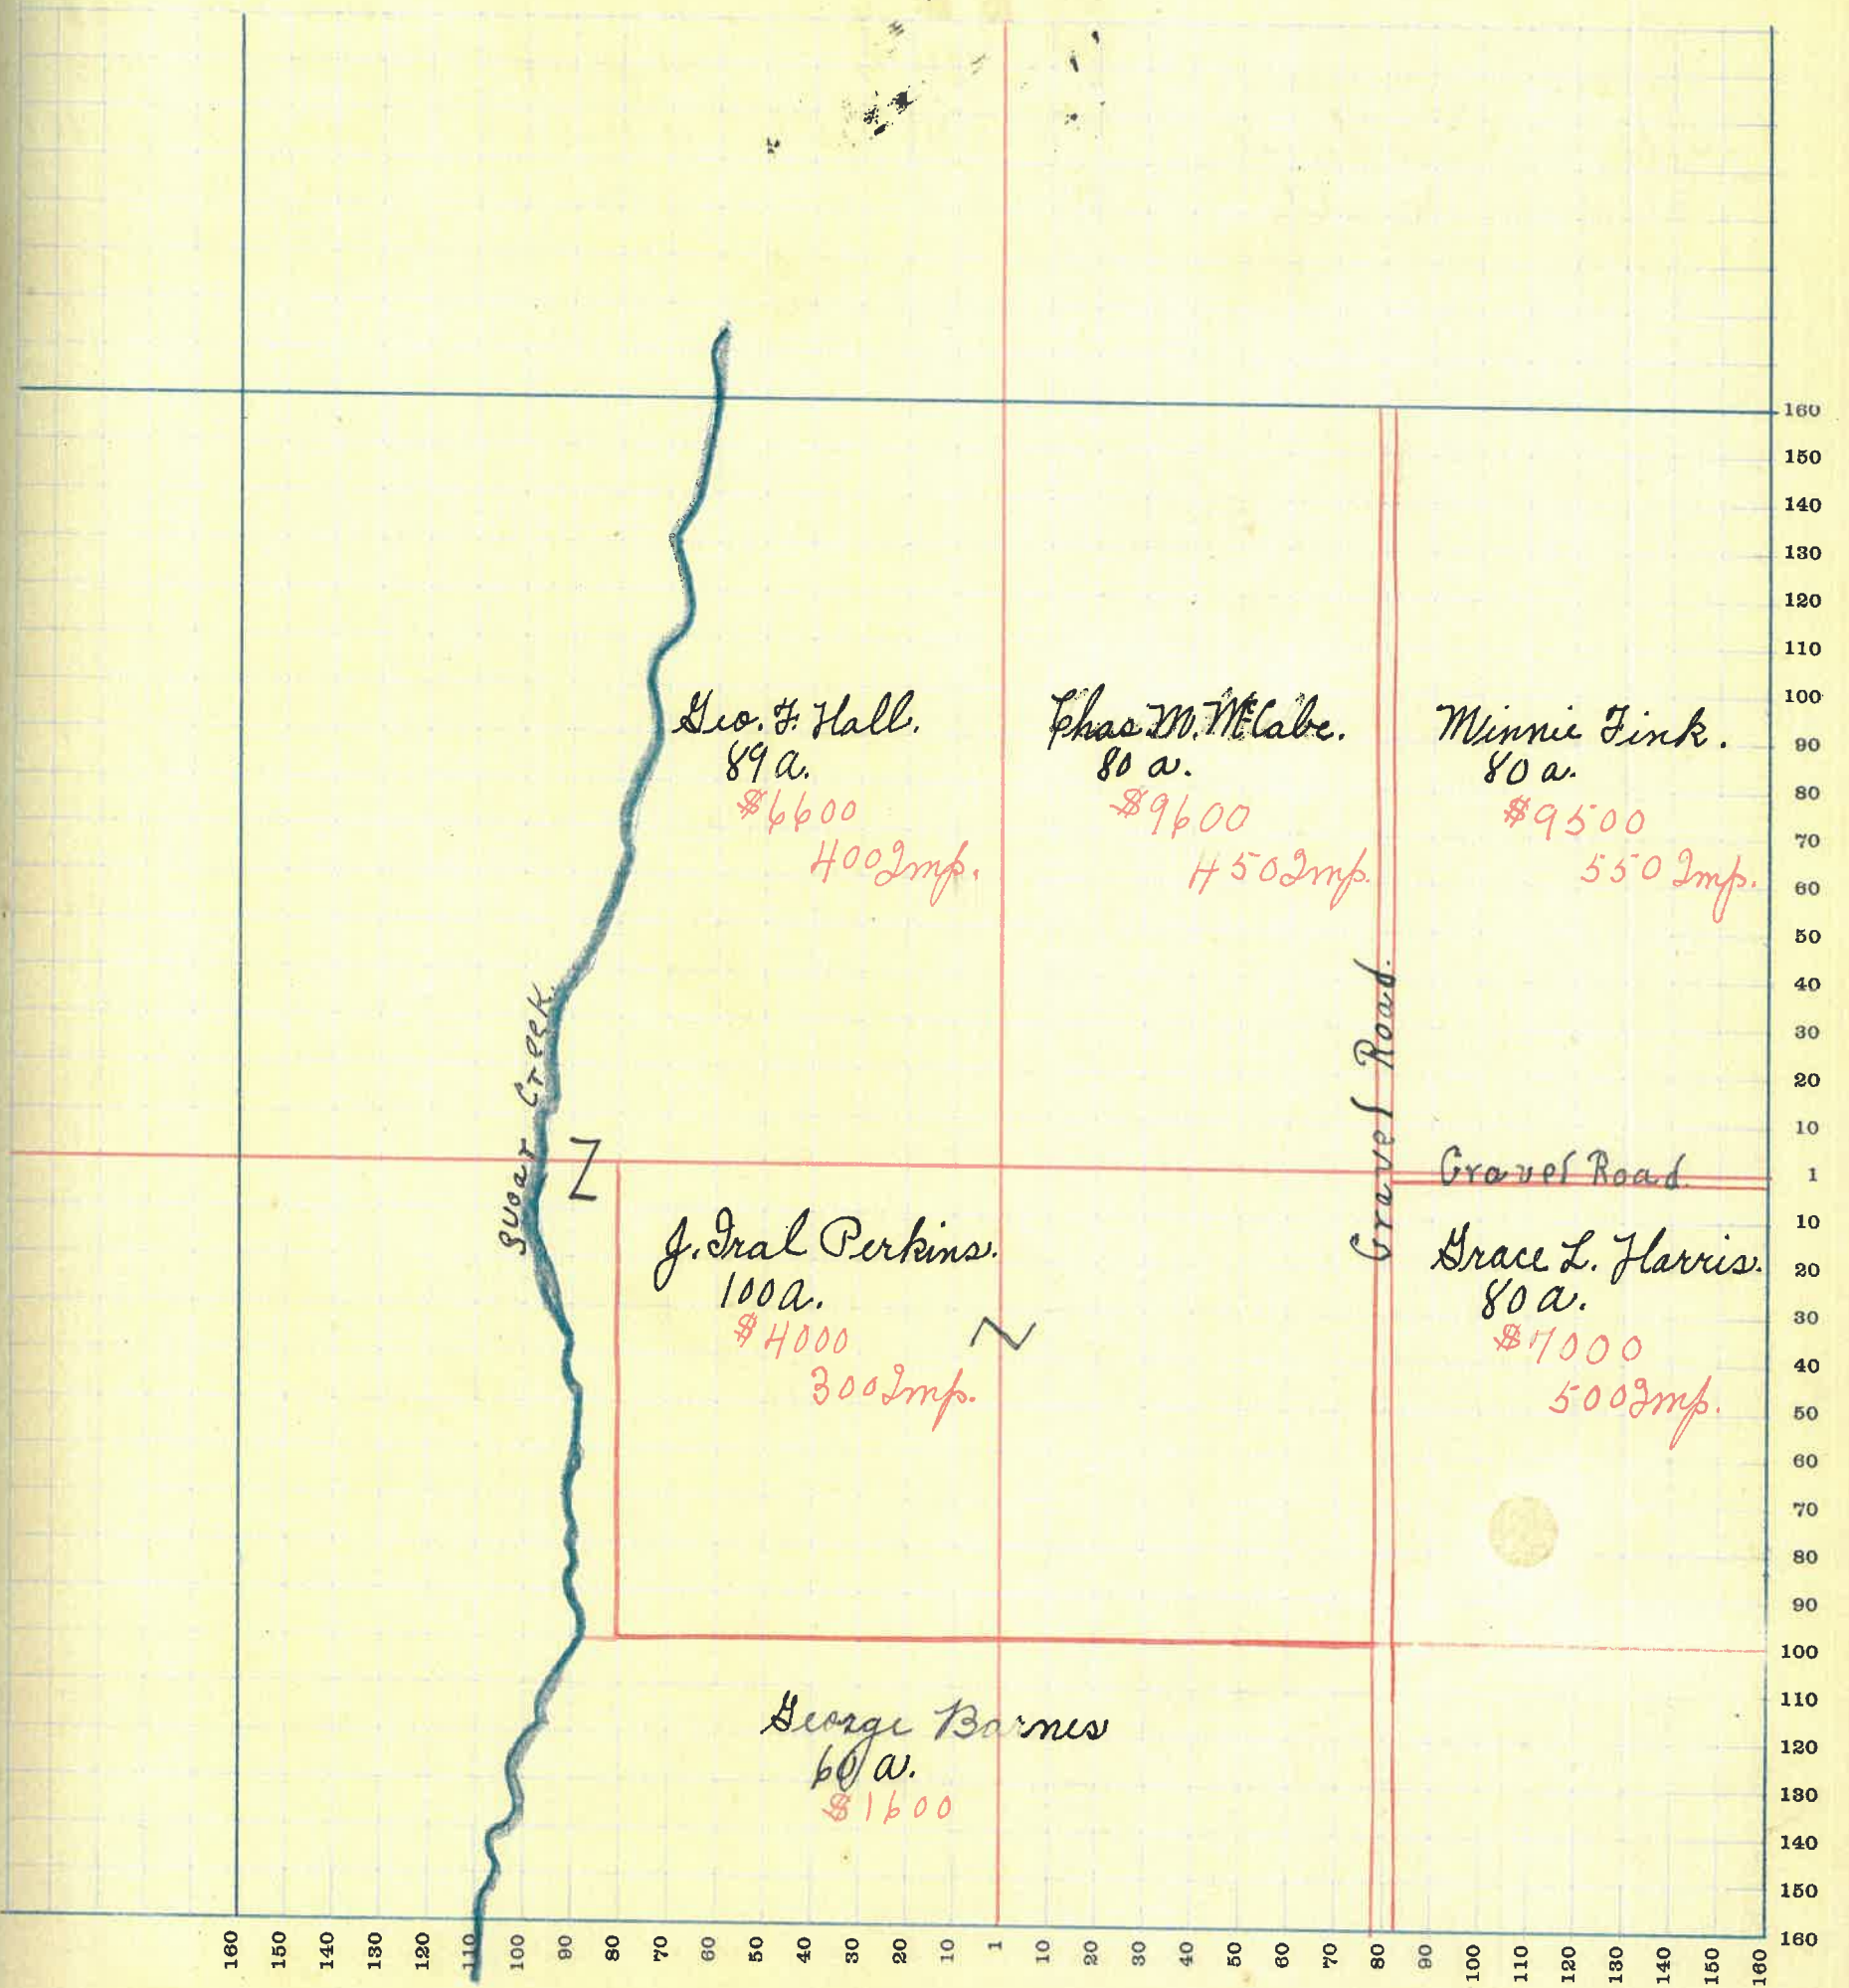 Geo. F. Hall.
89 a.
$6600
400 Imp.
Chas. M. McCabe.
80 a.
$9600
450 Imp.
Minnie Fink.
80 a.
$9500
550 Imp.
Sugar Creek.
Gravel Road.
Gravel Road.
Z
J. Iral Perkins.
100 a.
$4000
300 Imp.
Z
Grace L. Harris.
80 a.
$7000
500 Imp.
George Barnes
60 a.
$1600
160
150
140
130
120
110
100
90
80
70
60
50
40
30
20
10
1
10
20
30
40
50
60
70
80
90
100
110
120
130
140
150
160
160 150 140 130 120 110 100 90 80 70 60 50 40 30 20 10 1 10 20 30 40 50 60 70 80 90 100 110 120 130 140 150 160